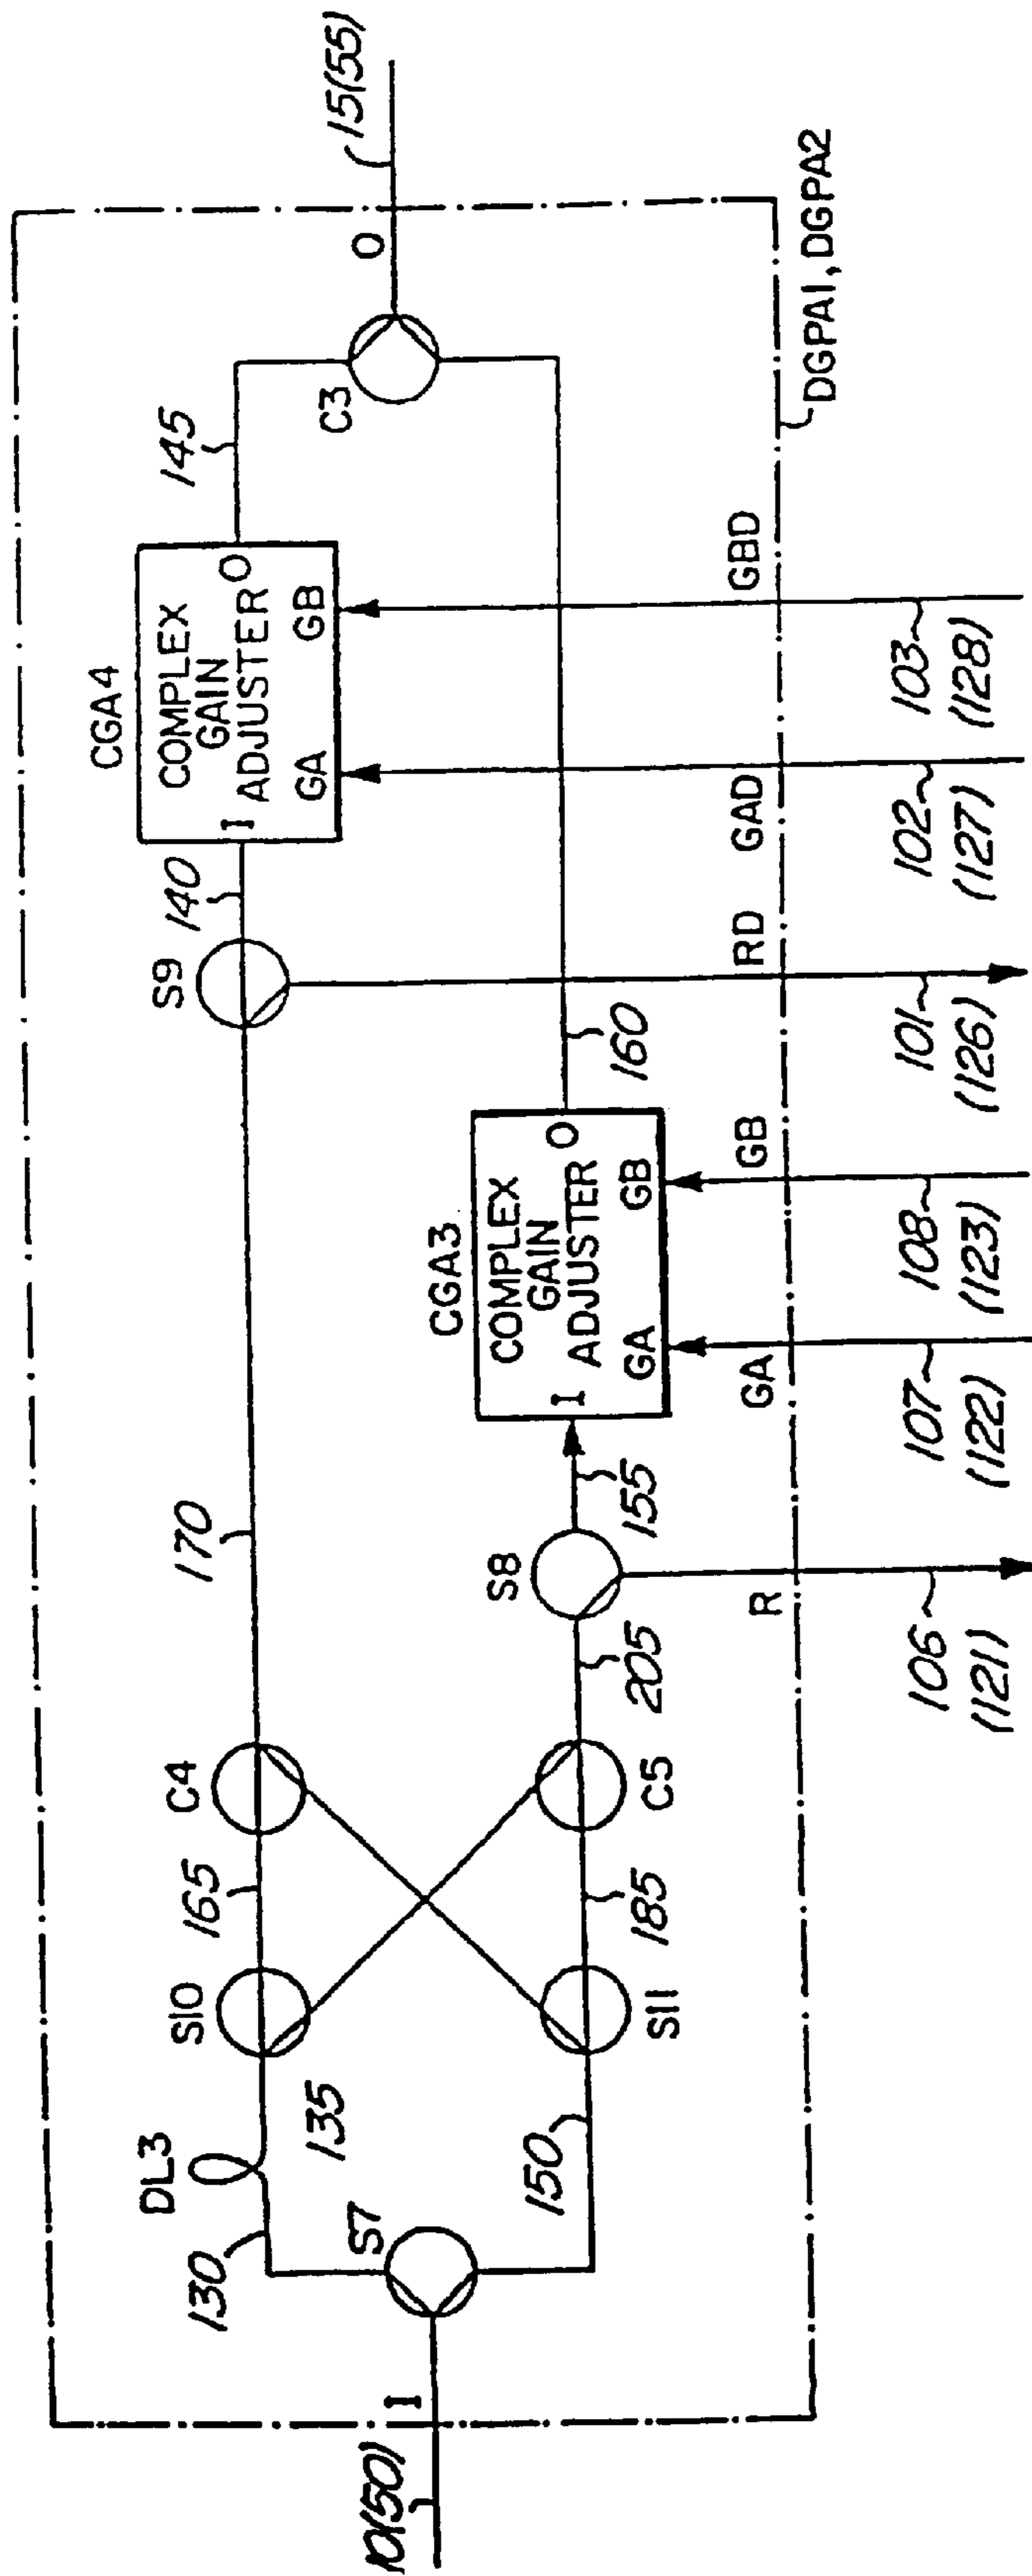 10(50)
I
130
DL3
S7
135
150
S10
165
C4
S11
185
C5
170
205
S8
155
R
106
(121)
CGA3
COMPLEX
GAIN
ADJUSTER
I
O
GA
GB
GA
GB
107
(122)
108
(123)
160
S9
140
RD
101
(126)
CGA4
COMPLEX
GAIN
ADJUSTER
I
O
GA
GB
GAD
GBD
102
(127)
103
(128)
145
C3
O
15(55)
DGPA1, DGPA2